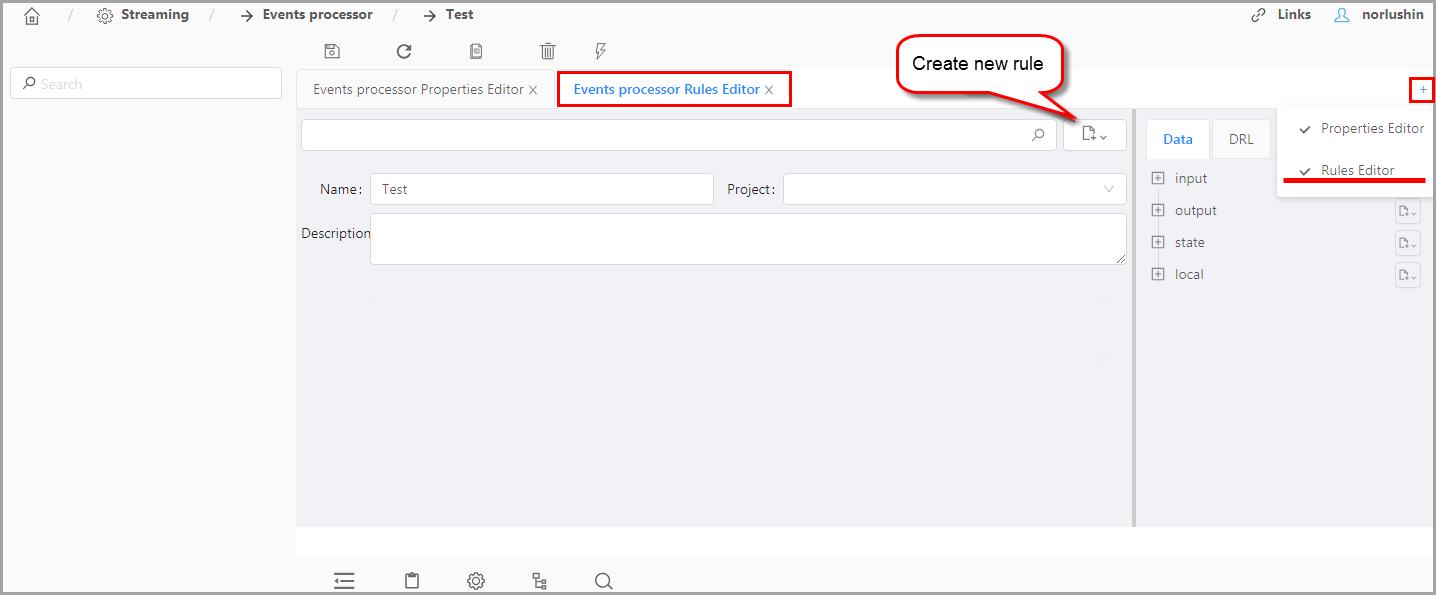 / Streaming / Events processor / Test Links norlushin
Search
Create new rule
Events processor Properties Editor Events processor Rules Editor +
Properties Editor
Rules Editor
Data DRL
Name: Test Project:
Description
input
output
state
local